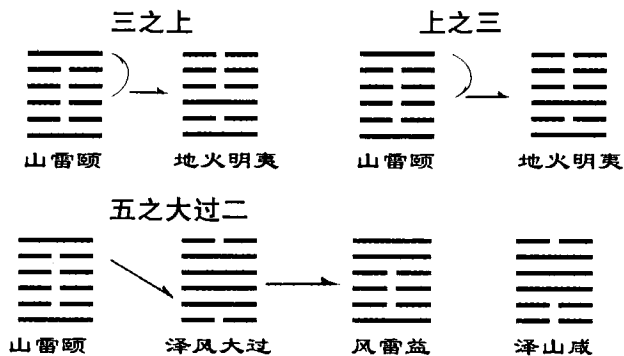 三之上 上之三
山雷颐 地火明夷 山雷颐 地火明夷
五之大过二
山雷颐 泽风大过 风雷益 泽山咸